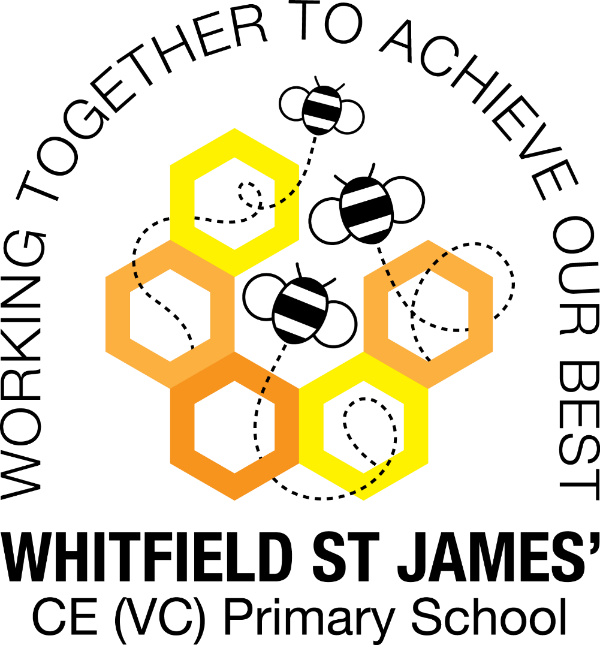 WORKING TOGETHER TO ACHIEVE OUR BEST
WHITFIELD ST JAMES’
CE (VC) Primary School